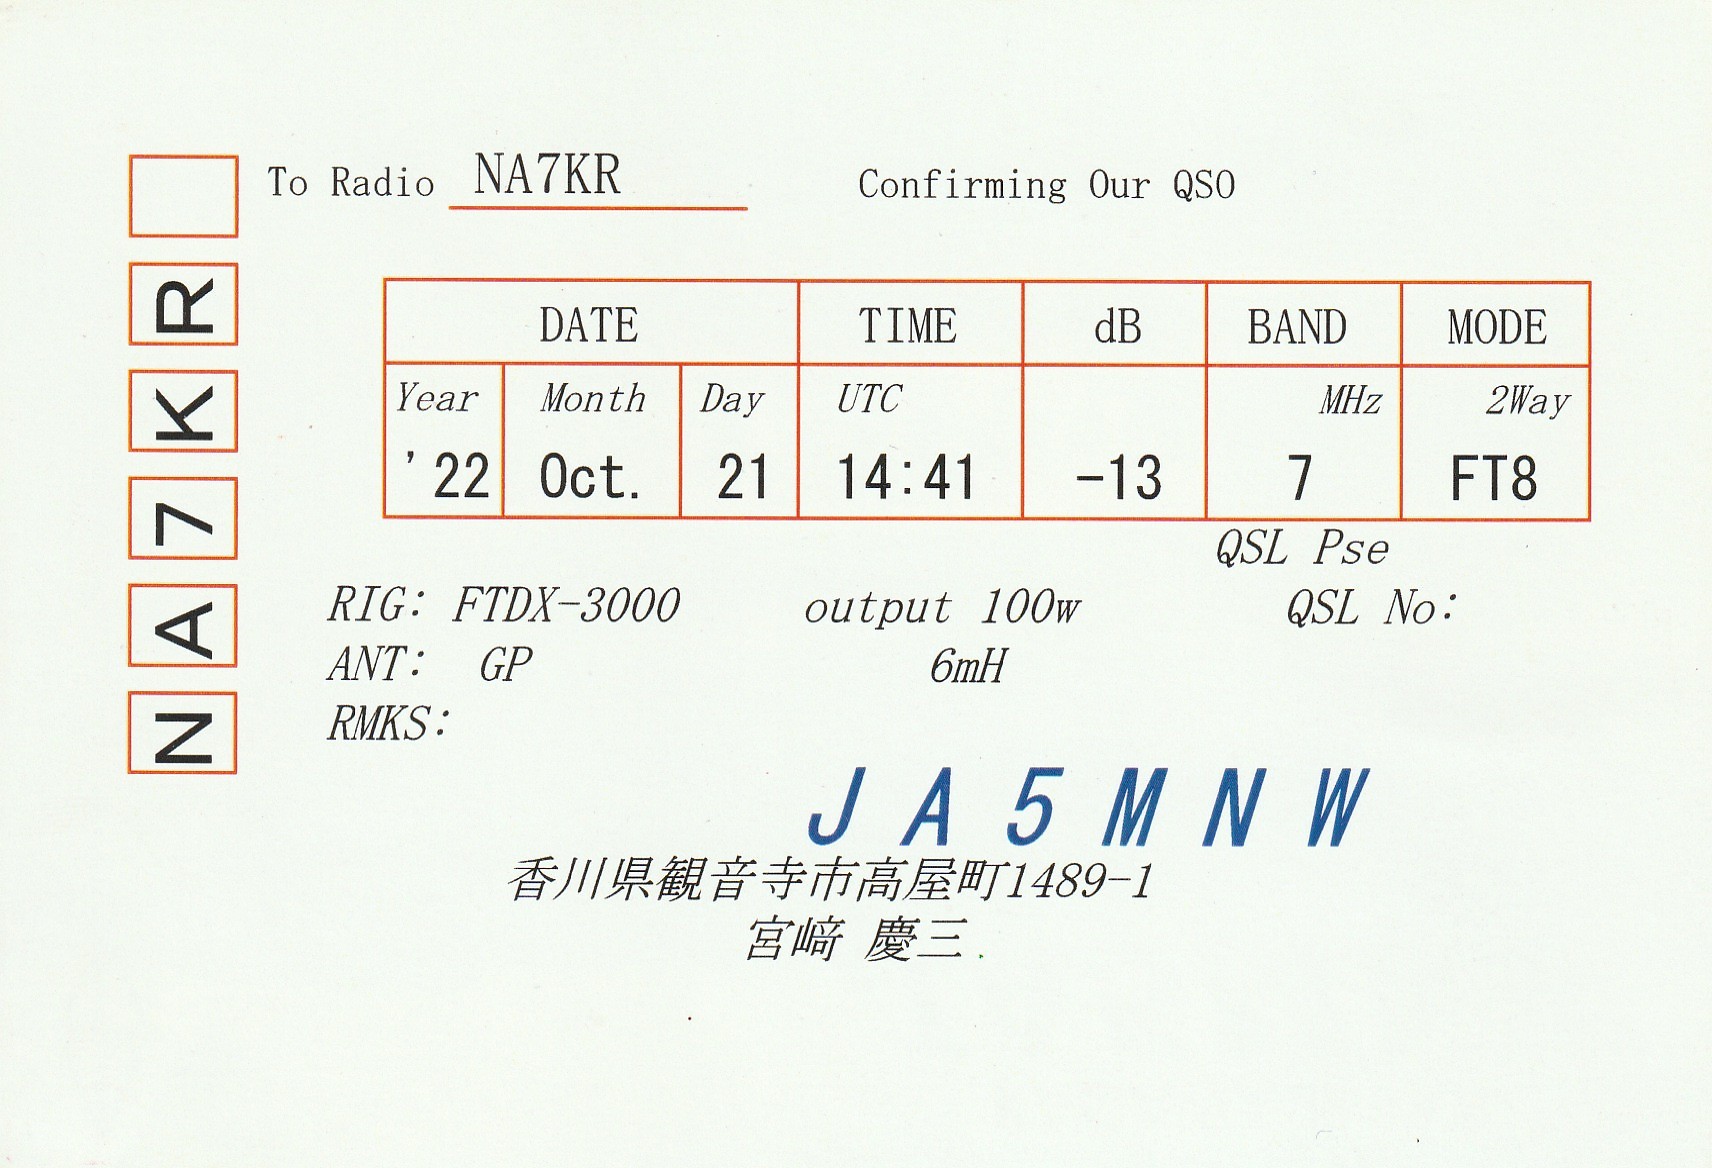 To Radio NA7KR Confirming Our QSO
NA7KR
DATE TIME dB BAND MODE
Year Month Day UTC MHz 2Way
'22 Oct. 21 14:41 -13 7 FT8
QSL Pse
RIG: FTDX-3000 output 100w QSL No:
ANT: GP 6mH
RMKS:
JA5MNW
香川県観音寺市高屋町1489-1
宮﨑 慶三